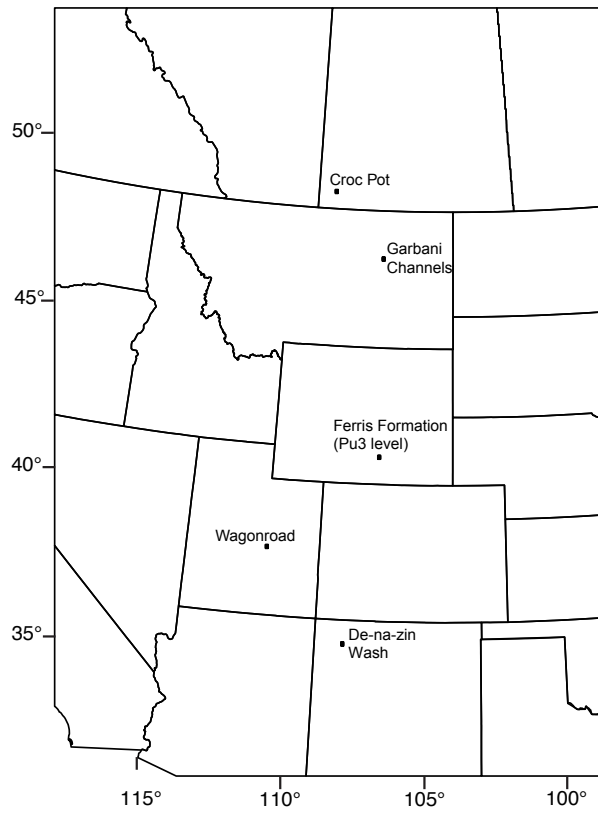 50°
Croc Pot
Garbani
Channels
45°
Ferris Formation
(Pu3 level)
40°
Wagonroad
35°
De-na-zin
Wash
115°
110°
105°
100°